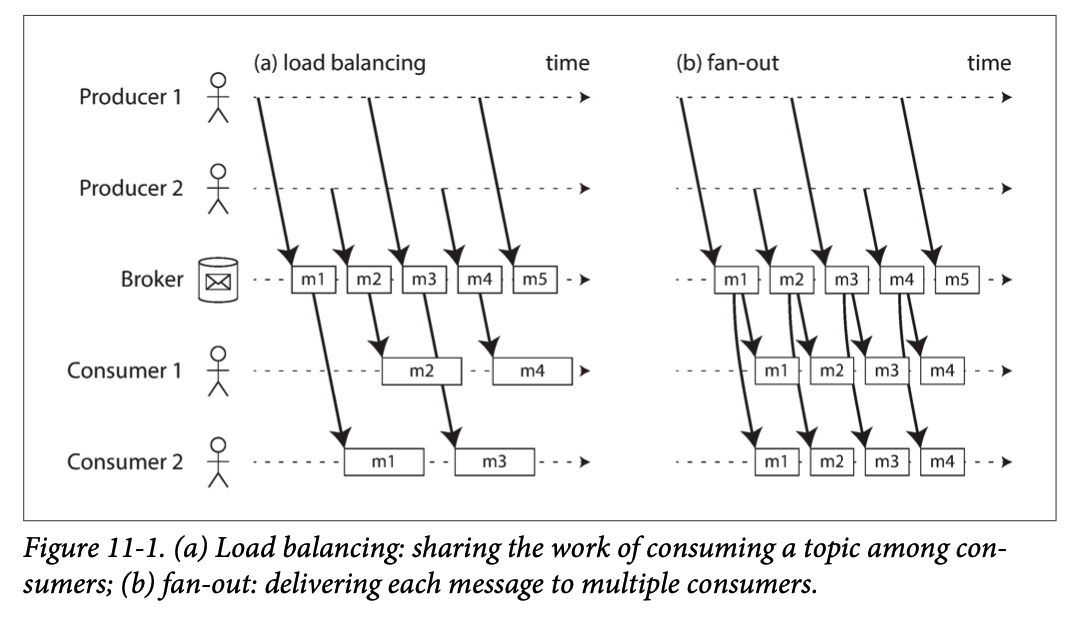 (a) load balancing time (b) fan-out time
Producer 1
Producer 2
Broker m1 m2 m3 m4 m5 m1 m2 m3 m4 m5
Consumer 1 m2 m4 m1 m2 m3 m4
Consumer 2 m1 m3 m1 m2 m3 m4
Figure 11-1. (a) Load balancing: sharing the work of consuming a topic among con-
sumers; (b) fan-out: delivering each message to multiple consumers.